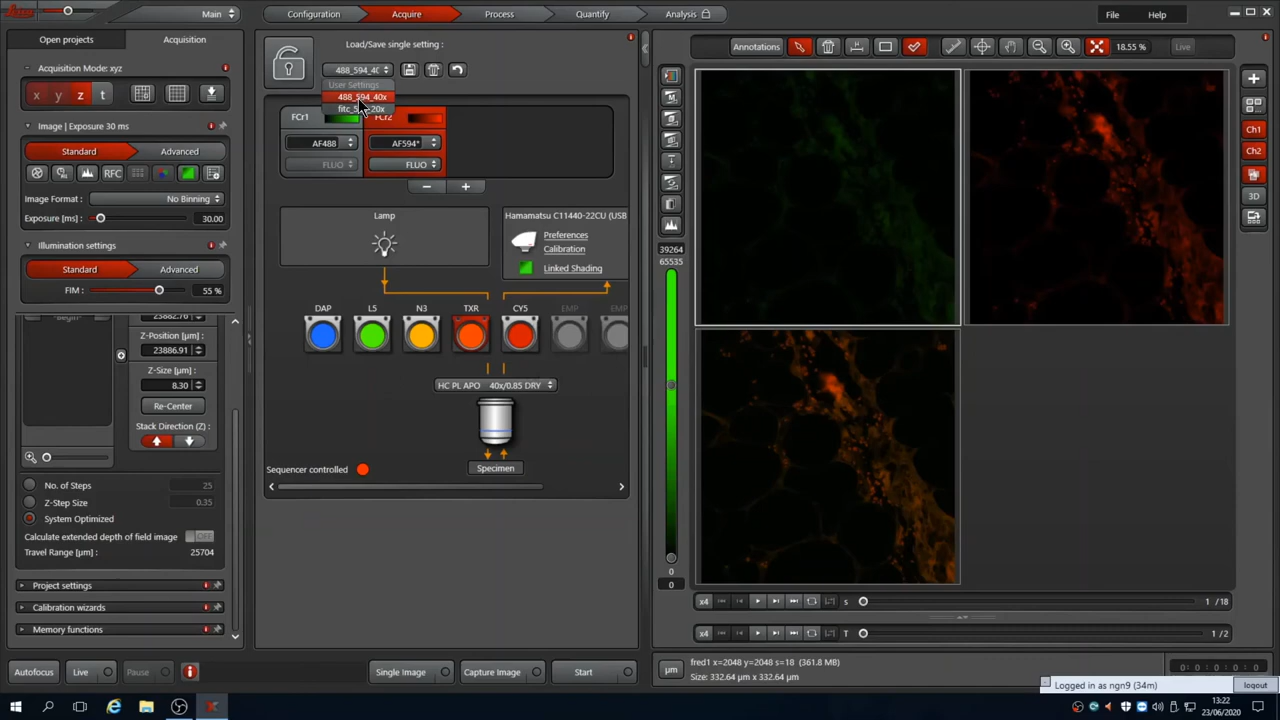 Main
Configuration
Acquire
Process
Quantify
Analysis
File
Help
Open projects
Acquisition
Load/Save single setting :
Annotations
18.55 %
Live
Acquisition Mode: xyz
488_594_40
User Settings
x
y
z
t
488_594_40x
FCr1
Image | Exposure 30 ms
Standard
Advanced
AF488
AF594*
FLUO
FLUO
RFC
Image Format :
No Binning
Exposure [ms] :
30.00
Illumination settings
Standard
Advanced
FIM :
55 %
Lamp
Hamamatsu C11440-22CU (USB
Preferences
Calibration
Linked Shading
39264
65535
Ch1
Ch2
3D
DAP
L5
N3
TXR
CY5
EMP
Z-Position [µm] :
23886.91
Z-Size [µm] :
8.30
Re-Center
Stack Direction (Z) :
HC PL APO 40x/0.85 DRY
Specimen
Sequencer controlled
No. of Steps
25
Z-Step Size
0.35
System Optimized
Calculate extended depth of field image
OFF
Travel Range [µm] :
25704
Project settings
Calibration wizards
Memory functions
0
0
x4
s
1 / 18
x4
T
1 / 2
Autofocus
Live
Pause
Single Image
Capture Image
Start
µm
fred1 x=2048 y=2048 s=18 (361.8 MB)
Size: 332.64 µm x 332.64 µm
Logged in as ngn9 (34m)
logout
13:22
23/06/2020